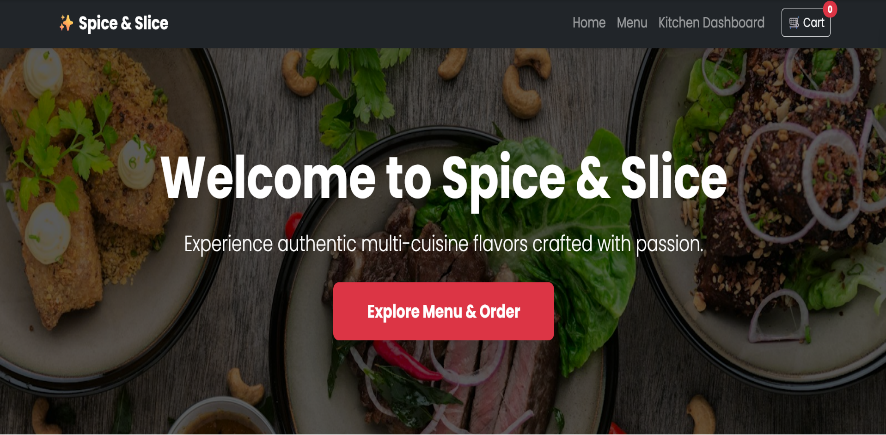 ✨ Spice & Slice
Home Menu Kitchen Dashboard 🛒 Cart 0
Welcome to Spice & Slice
Experience authentic multi-cuisine flavors crafted with passion.
Explore Menu & Order